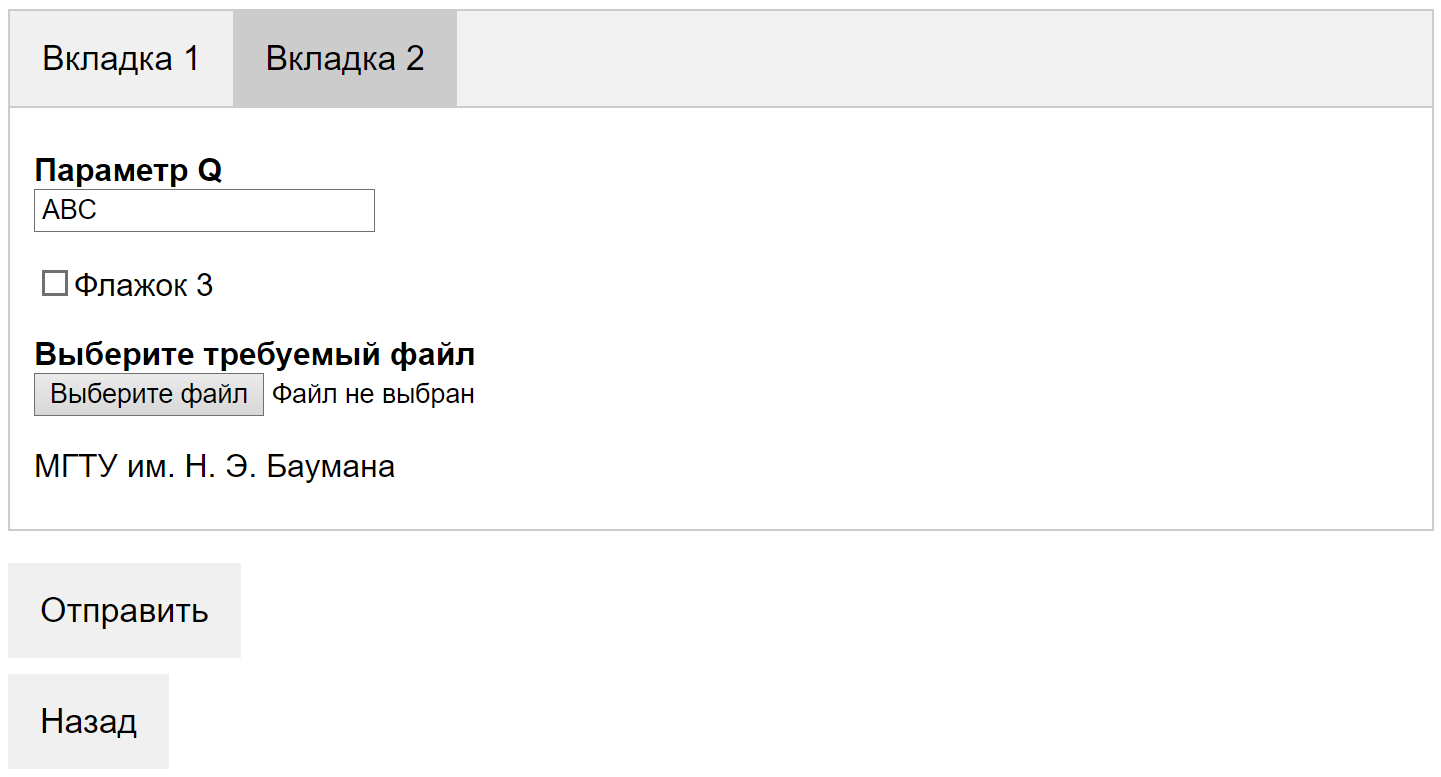 Вкладка 1 Вкладка 2
Параметр Q
ABC
Флажок 3
Выберите требуемый файл
Выберите файл Файл не выбран
МГТУ им. Н. Э. Баумана
Отправить
Назад